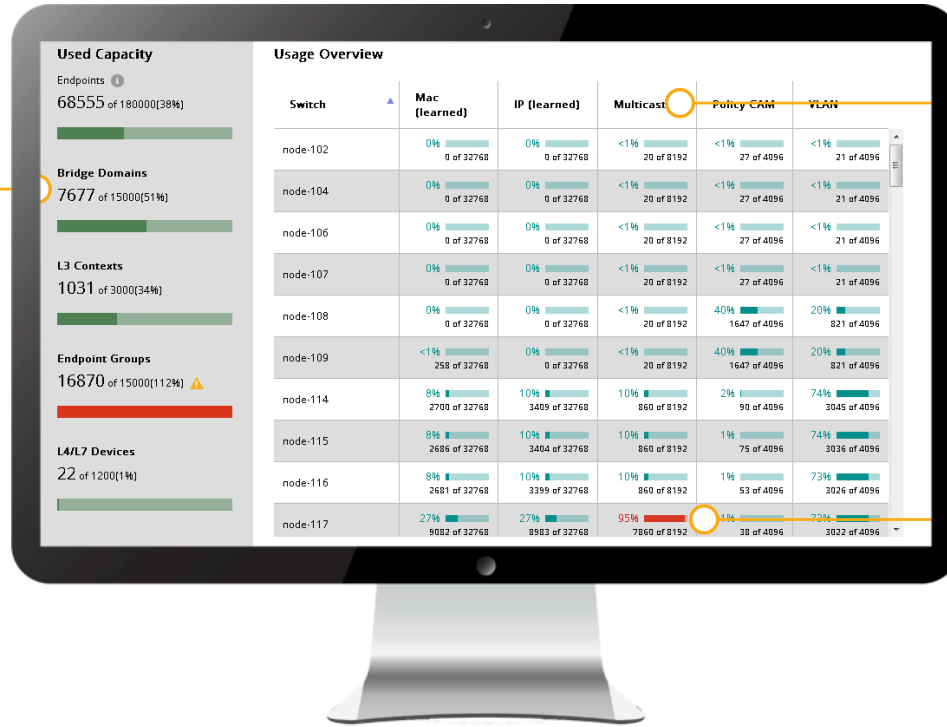 Used Capacity
Endpoints
68555 of 180000(38%)
Bridge Domains
7677 of 15000(51%)
L3 Contexts
1031 of 3000(34%)
Endpoint Groups
16870 of 15000(112%)
L4/L7 Devices
22 of 1200(1%)
Usage Overview
Switch Mac (learned) IP (learned) Multicast Policy CAM VLAN
node-102 0% 0% <1% <1% <1%
0 of 32768 0 of 32768 20 of 8192 27 of 4096 21 of 4096
node-104 0% 0% <1% <1% <1%
0 of 32768 0 of 32768 20 of 8192 27 of 4096 21 of 4096
node-106 0% 0% <1% <1% <1%
0 of 32768 0 of 32768 20 of 8192 27 of 4096 21 of 4096
node-107 0% 0% <1% <1% <1%
0 of 32768 0 of 32768 20 of 8192 27 of 4096 21 of 4096
node-108 0% 0% <1% 40% 20%
0 of 32768 0 of 32768 20 of 8192 1647 of 4096 821 of 4096
node-109 <1% 0% <1% 40% 20%
258 of 32768 0 of 32768 20 of 8192 1647 of 4096 821 of 4096
node-114 8% 10% 10% 2% 74%
2700 of 32768 3409 of 32768 860 of 8192 90 of 4096 3045 of 4096
node-115 8% 10% 10% 1% 74%
2686 of 32768 3404 of 32768 860 of 8192 75 of 4096 3036 of 4096
node-116 8% 10% 10% 1% 73%
2681 of 32768 3399 of 32768 860 of 8192 53 of 4096 3026 of 4096
node-117 27% 27% 95% 73%
9082 of 32768 8983 of 32768 7860 of 8192 38 of 4096 3022 of 4096